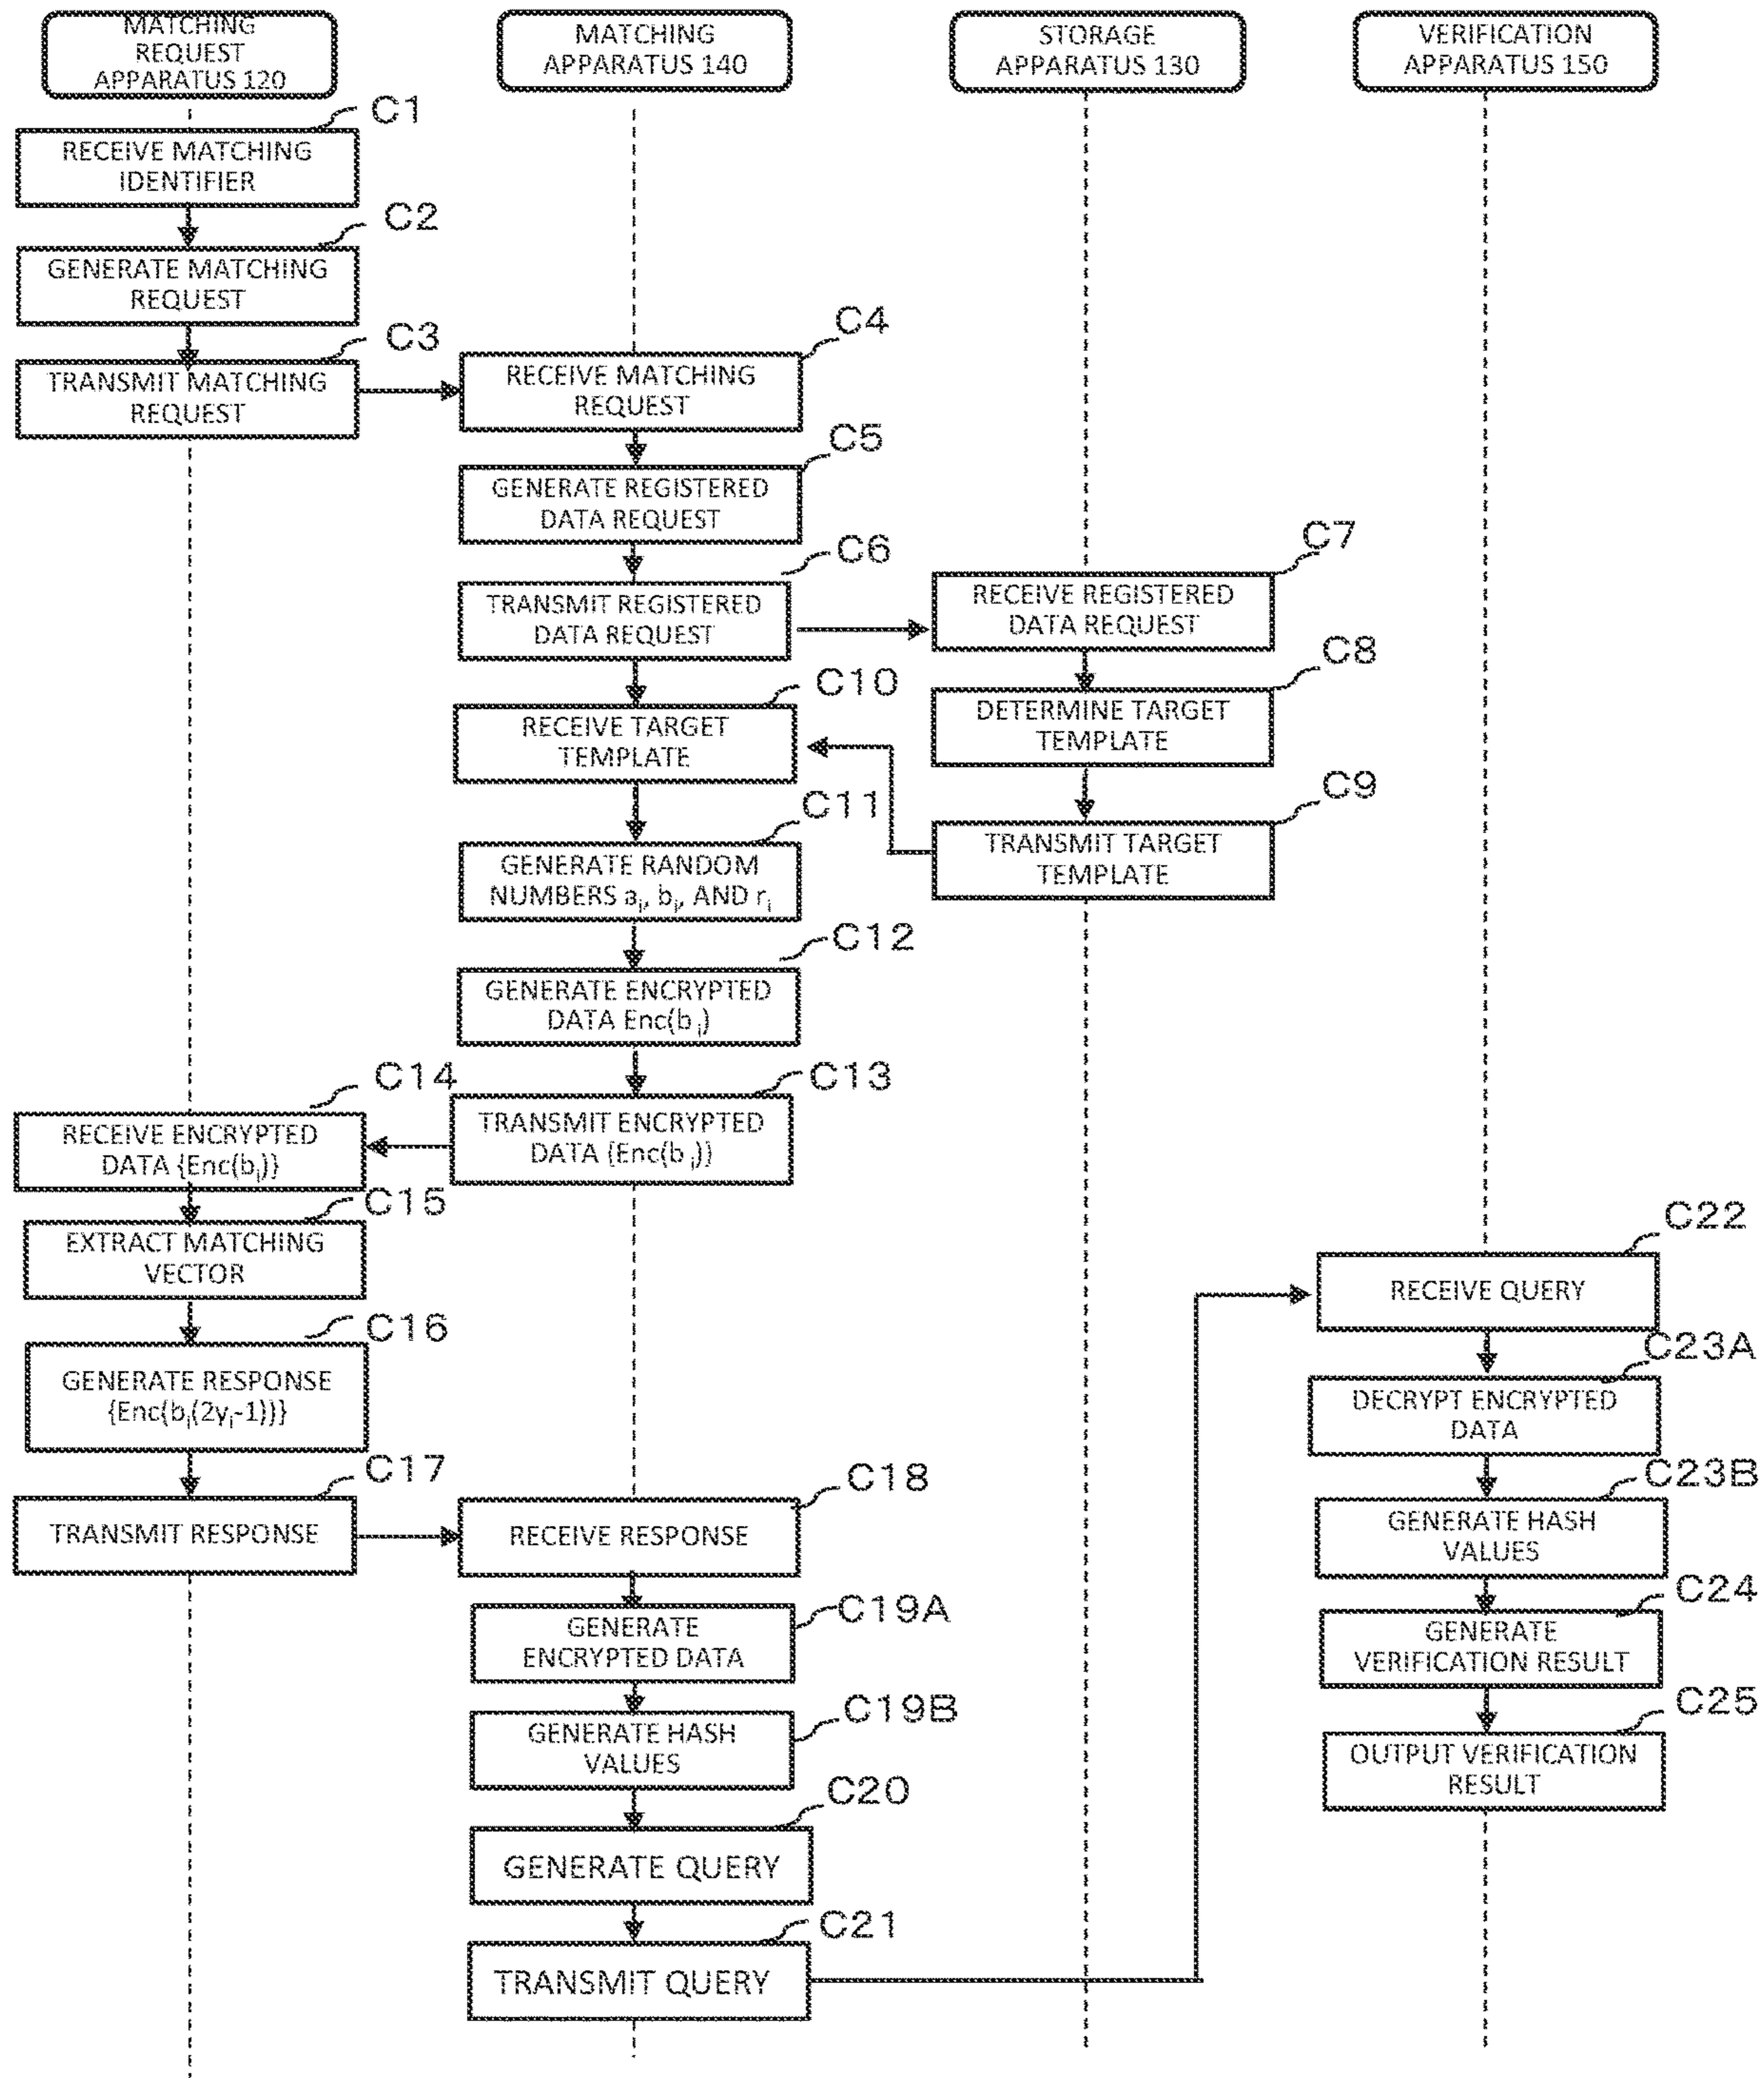 MATCHING
REQUEST
APPARATUS 120
MATCHING
APPARATUS 140
STORAGE
APPARATUS 130
VERIFICATION
APPARATUS 150
C1
RECEIVE MATCHING
IDENTIFIER
C2
GENERATE MATCHING
REQUEST
C3
TRANSMIT MATCHING
REQUEST
C4
RECEIVE MATCHING
REQUEST
C5
GENERATE REGISTERED
DATA REQUEST
C6
TRANSMIT REGISTERED
DATA REQUEST
C7
RECEIVE REGISTERED
DATA REQUEST
C8
DETERMINE TARGET
TEMPLATE
C9
TRANSMIT TARGET
TEMPLATE
C10
RECEIVE TARGET
TEMPLATE
C11
GENERATE RANDOM
NUMBERS aᵢ, bᵢ, AND rᵢ
C12
GENERATE ENCRYPTED
DATA Enc(bᵢ)
C13
TRANSMIT ENCRYPTED
DATA {Enc(bᵢ)}
C14
RECEIVE ENCRYPTED
DATA {Enc(bᵢ)}
C15
EXTRACT MATCHING
VECTOR
C16
GENERATE RESPONSE
{Enc(bᵢ(2yᵢ-1))}
C17
TRANSMIT RESPONSE
C18
RECEIVE RESPONSE
C19A
GENERATE
ENCRYPTED DATA
C19B
GENERATE HASH
VALUES
C20
GENERATE QUERY
C21
TRANSMIT QUERY
C22
RECEIVE QUERY
C23A
DECRYPT ENCRYPTED
DATA
C23B
GENERATE HASH
VALUES
C24
GENERATE
VERIFICATION RESULT
C25
OUTPUT VERIFICATION
RESULT